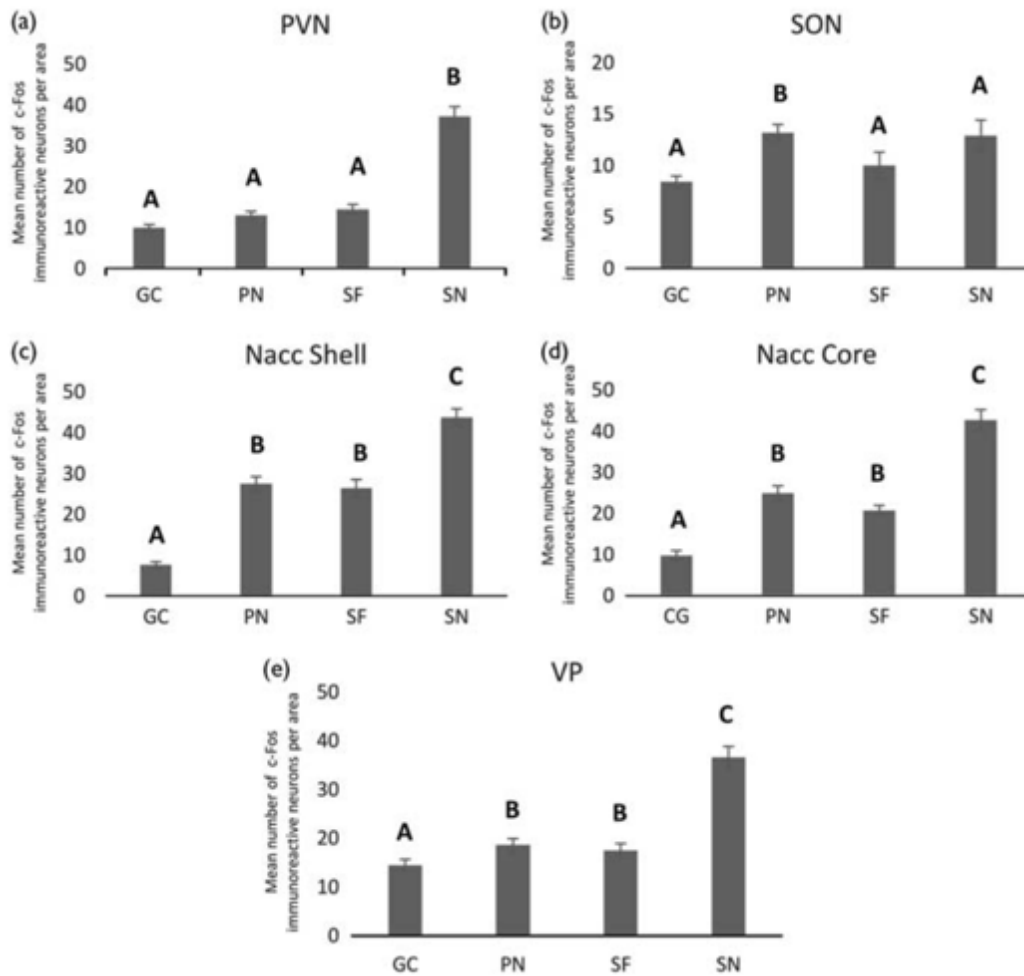 (a)
PVN
Mean number of c-Fos
immunoreactive neurons per area
50
40
30
20
10
0
A
A
A
B
GC PN SF SN
(b)
SON
Mean number of c-Fos
immunoreactive neurons per area
20
15
10
5
0
A
B
A
A
GC PN SF SN
(c)
Nacc Shell
Mean number of c-Fos
immunoreactive neurons per area
50
40
30
20
10
0
A
B
B
C
GC PN SF SN
(d)
Nacc Core
Mean number of c-Fos
immunoreactive neurons per area
50
40
30
20
10
0
A
B
B
C
CG PN SF SN
(e)
VP
Mean number of c-Fos
immunoreactive neurons per area
50
40
30
20
10
0
A
B
B
C
GC PN SF SN